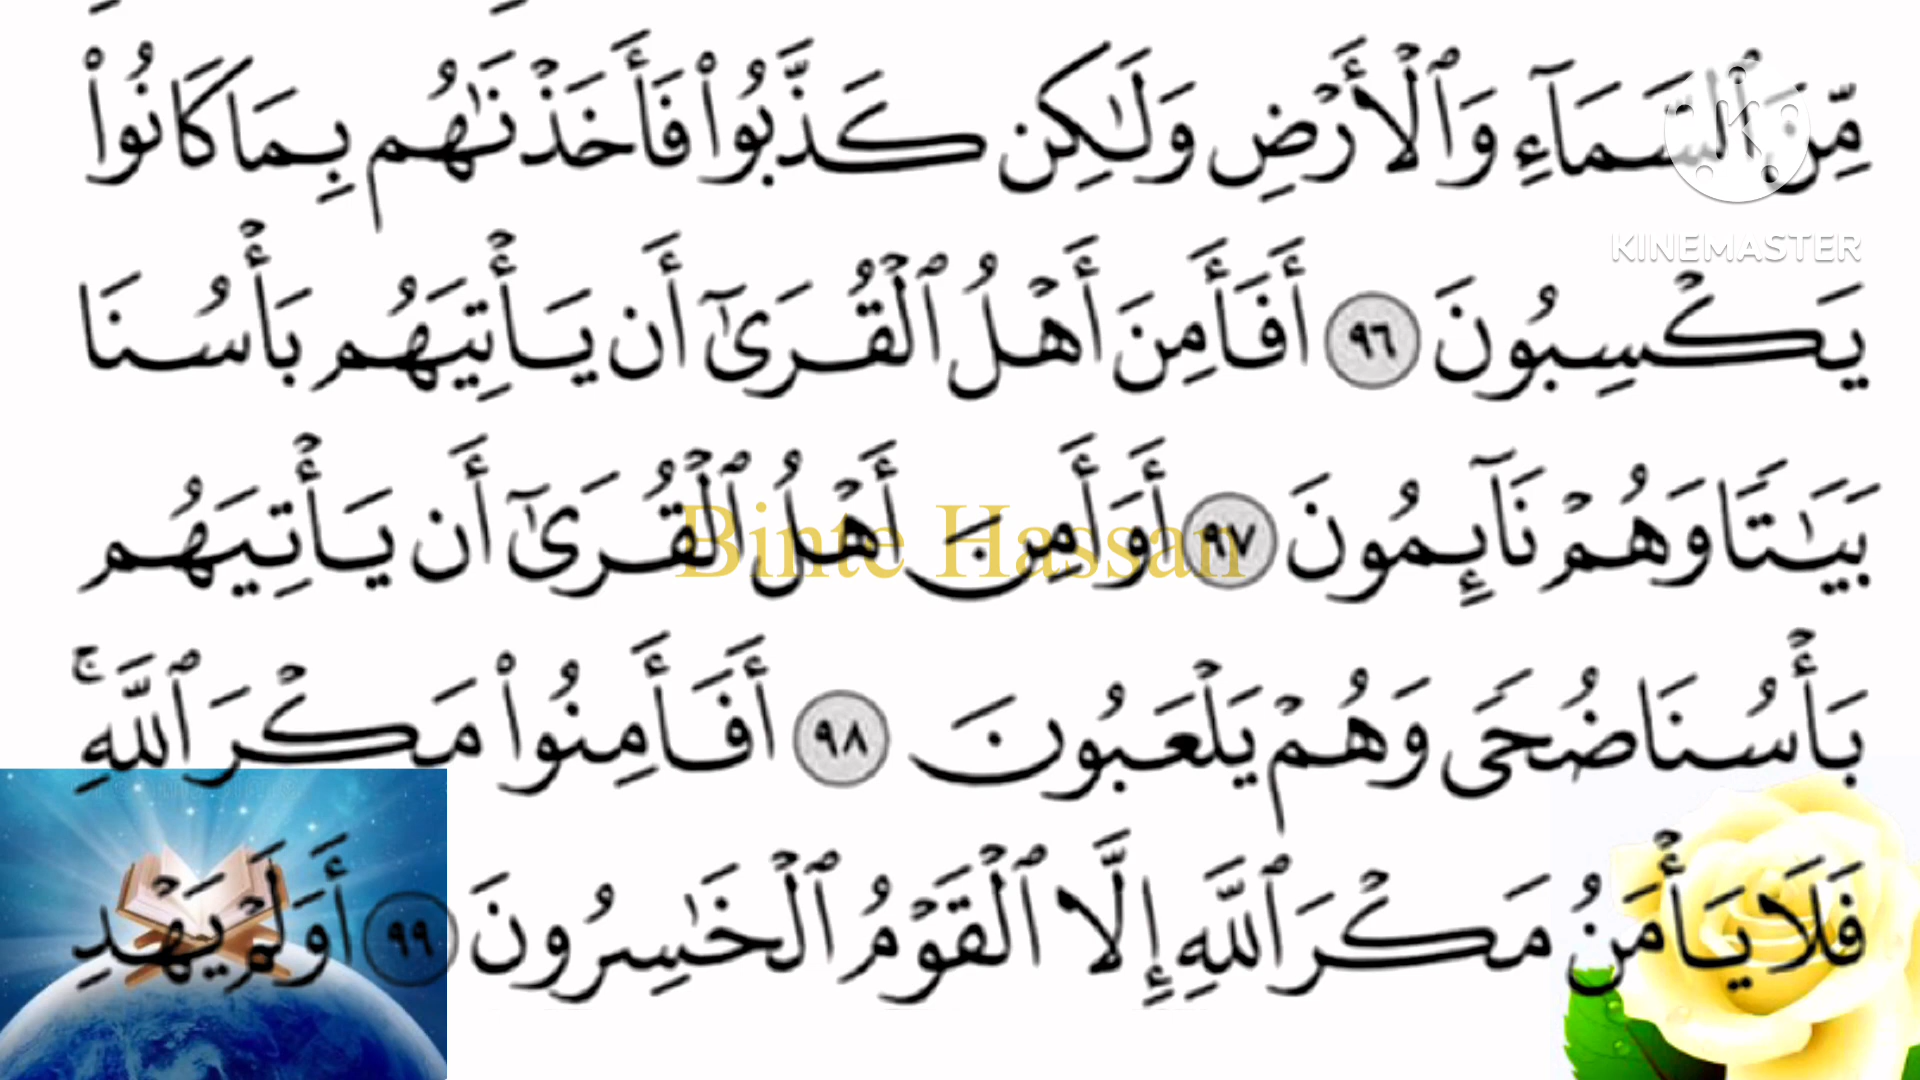 مِّنَ ٱلسَّمَآءِ وَٱلۡأَرۡضِ وَلَٰكِن كَذَّبُواْ فَأَخَذۡنَٰهُم بِمَا كَانُواْ
KINEMASTER
يَكۡسِبُونَ ٩٦ أَفَأَمِنَ أَهۡلُ ٱلۡقُرَىٰٓ أَن يَأۡتِيَهُم بَأۡسُنَا
بَيَٰتٗا وَهُمۡ نَآئِمُونَ ٩٧ أَوَأَمِنَ أَهۡلُ ٱلۡقُرَىٰٓ أَن يَأۡتِيَهُم
Binte Hassan
بَأۡسُنَا ضُحٗى وَهُمۡ يَلۡعَبُونَ ٩٨ أَفَأَمِنُواْ مَكۡرَ ٱللَّهِۚ
فَلَا يَأۡمَنُ مَكۡرَ ٱللَّهِ إِلَّا ٱلۡقَوۡمُ ٱلۡخَٰسِرُونَ ٩٩ أَوَلَمۡ يَهۡدِ